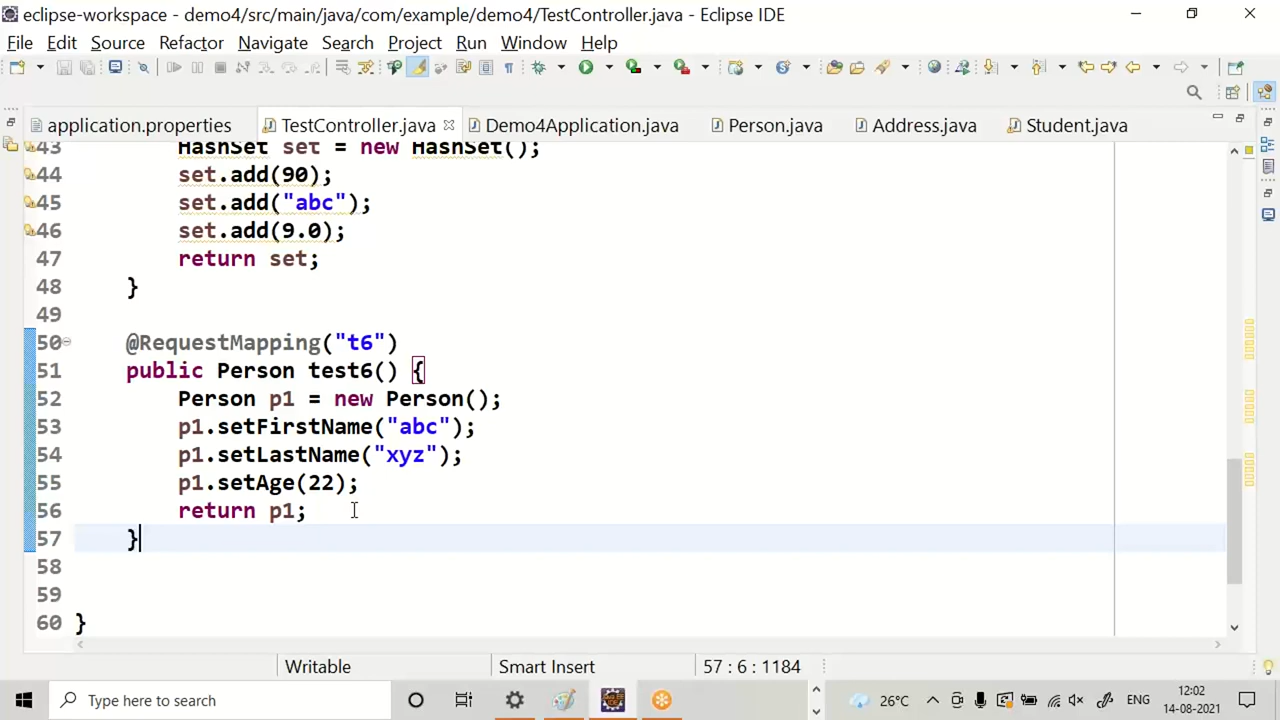 eclipse-workspace - demo4/src/main/java/com/example/demo4/TestController.java - Eclipse IDE
File Edit Source Refactor Navigate Search Project Run Window Help
application.properties TestController.java Demo4Application.java Person.java Address.java Student.java
43 HashSet set = new HashSet();
44 set.add(90);
45 set.add("abc");
46 set.add(9.0);
47 return set;
48 }
49
50 @RequestMapping("t6")
51 public Person test6() {
52 Person p1 = new Person();
53 p1.setFirstName("abc");
54 p1.setLastName("xyz");
55 p1.setAge(22);
56 return p1;
57 }
58
59
60 }
Writable Smart Insert 57 : 6 : 1184
Type here to search 26°C ENG 12:02
14-08-2021